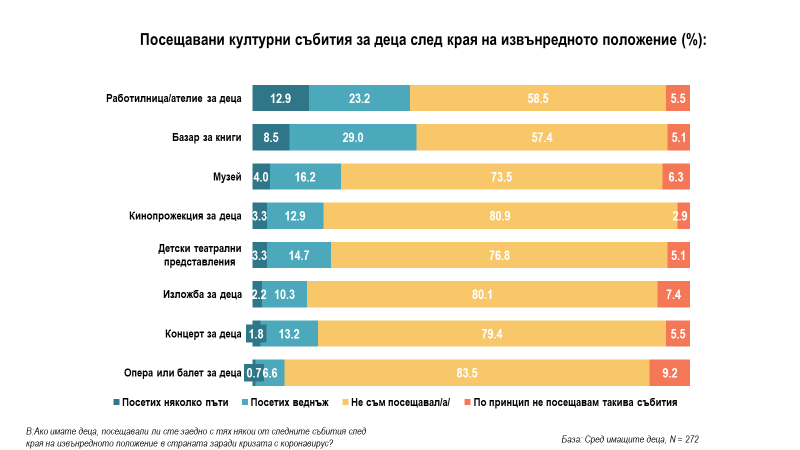 Посещавани културни събития за деца след края на извънредното положение (%):
Работилница/ателие за деца 12.9 23.2 58.5 5.5
Базар за книги 8.5 29.0 57.4 5.1
Музей 4.0 16.2 73.5 6.3
Кинопрожекция за деца 3.3 12.9 80.9 2.9
Детски театрални
представления 3.3 14.7 76.8 5.1
Изложба за деца 2.2 10.3 80.1 7.4
Концерт за деца 1.8 13.2 79.4 5.5
Опера или балет за деца 0.7 6.6 83.5 9.2
Посетих няколко пъти Посетих веднъж Не съм посещавал/а/ По принцип не посещавам такива събития
В:Ако имате деца, посещавали ли сте заедно с тях някои от следните събития след
края на извънредното положение в страната заради кризата с коронавирус?
База: Сред имащите деца, N = 272